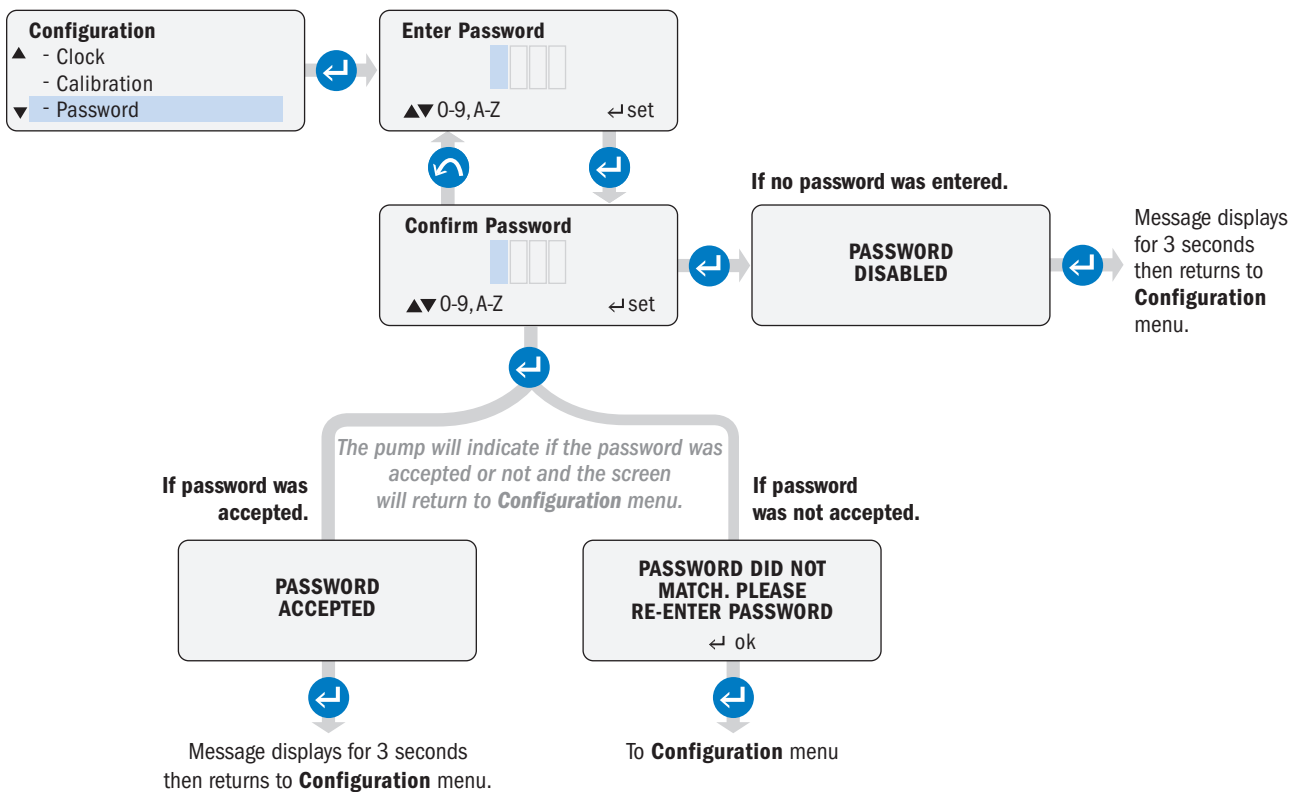 Configuration
- Clock
- Calibration
- Password
Enter Password
▲▼ 0-9, A-Z ↵ set
Confirm Password
▲▼ 0-9, A-Z ↵ set
If no password was entered.
PASSWORD
DISABLED
Message displays
for 3 seconds
then returns to
Configuration
menu.
The pump will indicate if the password was
accepted or not and the screen
will return to Configuration menu.
If password was
accepted.
PASSWORD
ACCEPTED
Message displays for 3 seconds
then returns to Configuration menu.
If password
was not accepted.
PASSWORD DID NOT
MATCH. PLEASE
RE-ENTER PASSWORD
↵ ok
To Configuration menu